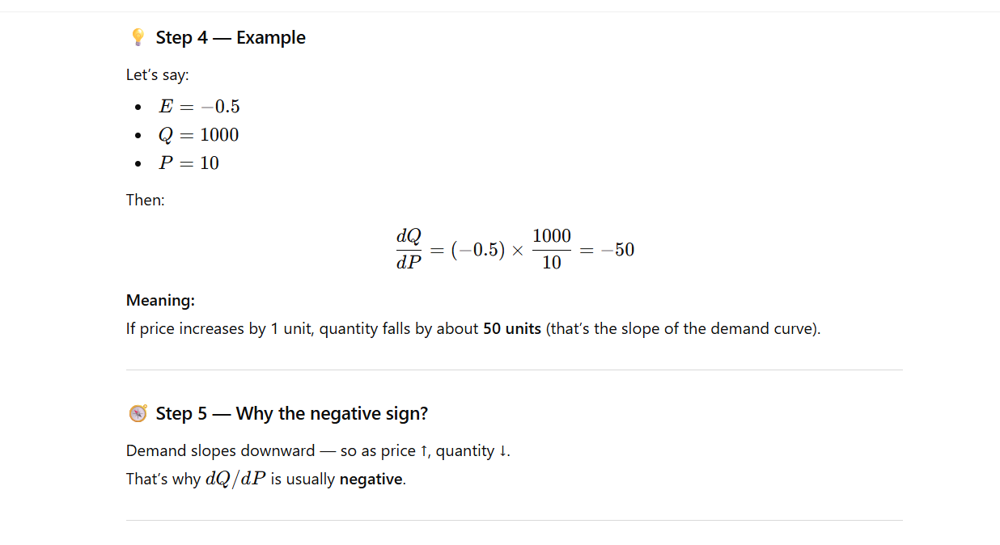 💡 Step 4 — Example
Let's say:
• E = −0.5
• Q = 1000
• P = 10
Then:
dQ/dP = (−0.5) × 1000/10 = −50
Meaning:
If price increases by 1 unit, quantity falls by about 50 units (that's the slope of the demand curve).
🧭 Step 5 — Why the negative sign?
Demand slopes downward — so as price ↑, quantity ↓.
That's why dQ/dP is usually negative.